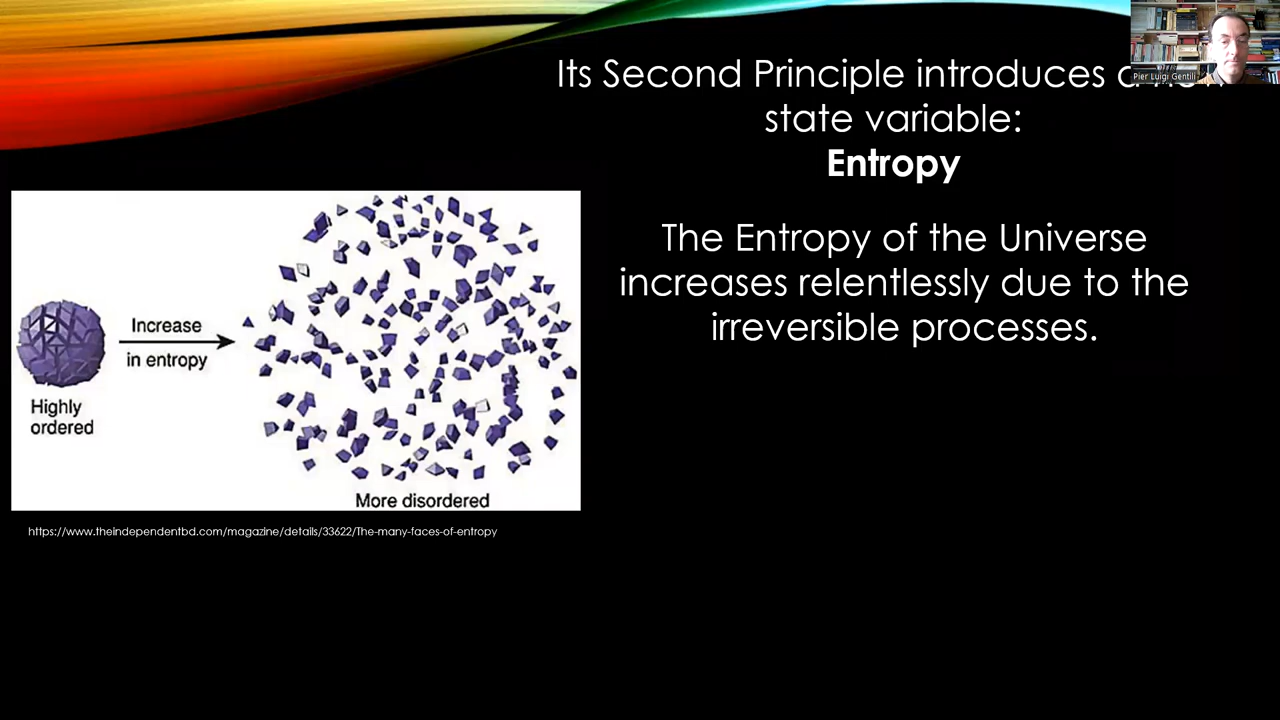 Its Second Principle introduces a
state variable:
Entropy
The Entropy of the Universe
increases relentlessly due to the
irreversible processes.
Increase
in entropy
Highly
ordered
More disordered
https://www.theindependentbd.com/magazine/details/33622/The-many-faces-of-entropy
Pier Luigi Gentili